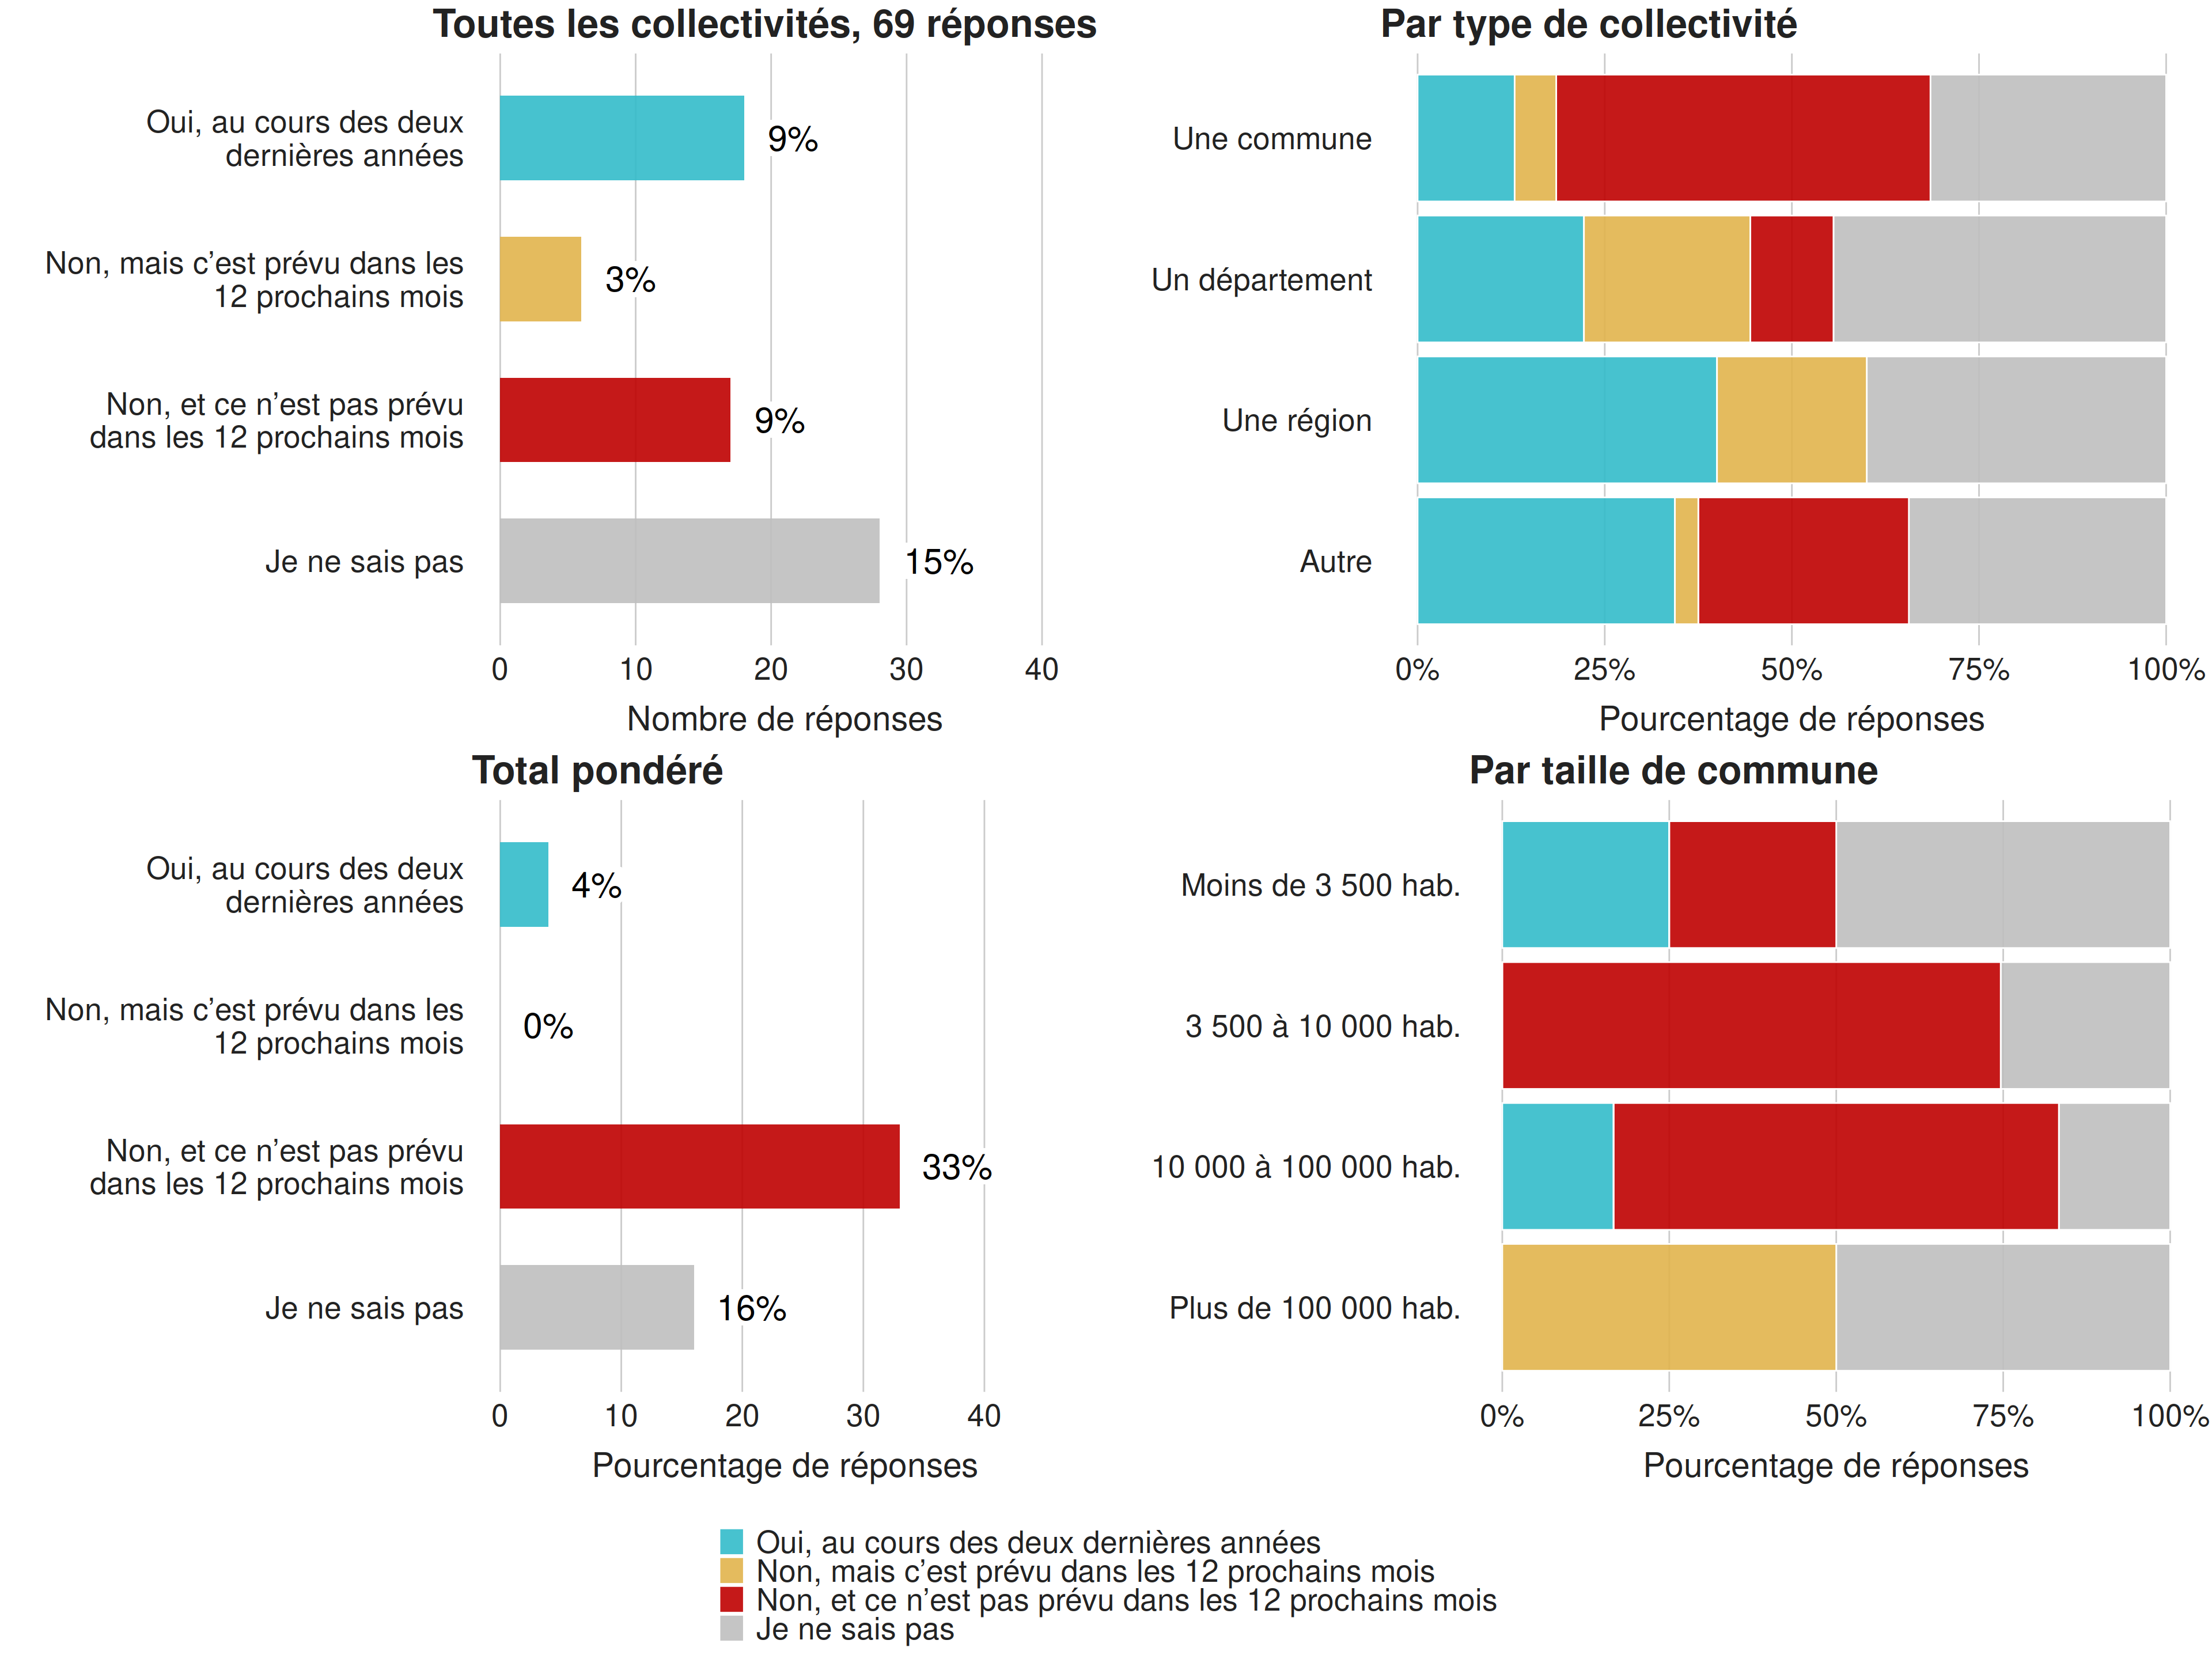 Toutes les collectivités, 69 réponses
Oui, au cours des deux
dernières années
9%
Non, mais c’est prévu dans les
12 prochains mois
3%
Non, et ce n’est pas prévu
dans les 12 prochains mois
9%
Je ne sais pas
15%
0 10 20 30 40
Nombre de réponses
Par type de collectivité
Une commune
Un département
Une région
Autre
0% 25% 50% 75% 100%
Pourcentage de réponses
Total pondéré
Oui, au cours des deux
dernières années
4%
Non, mais c’est prévu dans les
12 prochains mois
0%
Non, et ce n’est pas prévu
dans les 12 prochains mois
33%
Je ne sais pas
16%
0 10 20 30 40
Pourcentage de réponses
Par taille de commune
Moins de 3 500 hab.
3 500 à 10 000 hab.
10 000 à 100 000 hab.
Plus de 100 000 hab.
0% 25% 50% 75% 100%
Pourcentage de réponses
Oui, au cours des deux dernières années
Non, mais c’est prévu dans les 12 prochains mois
Non, et ce n’est pas prévu dans les 12 prochains mois
Je ne sais pas